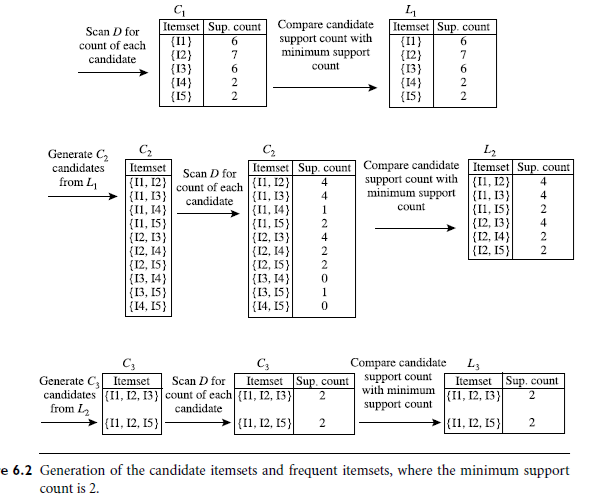 C1
L1
Scan D for
count of each
candidate
Itemset Sup. count
{I1} 6
{I2} 7
{I3} 6
{I4} 2
{I5} 2
Compare candidate
support count with
minimum support
count
Itemset Sup. count
{I1} 6
{I2} 7
{I3} 6
{I4} 2
{I5} 2
Generate C2
candidates
from L1
C2
Itemset
{I1, I2}
{I1, I3}
{I1, I4}
{I1, I5}
{I2, I3}
{I2, I4}
{I2, I5}
{I3, I4}
{I3, I5}
{I4, I5}
Scan D for
count of each
candidate
C2
Itemset Sup. count
{I1, I2} 4
{I1, I3} 4
{I1, I4} 1
{I1, I5} 2
{I2, I3} 4
{I2, I4} 2
{I2, I5} 2
{I3, I4} 0
{I3, I5} 1
{I4, I5} 0
Compare candidate
support count with
minimum support
count
L2
Itemset Sup. count
{I1, I2} 4
{I1, I3} 4
{I1, I5} 2
{I2, I3} 4
{I2, I4} 2
{I2, I5} 2
Generate C3
candidates
from L2
C3
Itemset
{I1, I2, I3}
{I1, I2, I5}
Scan D for
count of each
candidate
C3
Itemset Sup. count
{I1, I2, I3} 2
{I1, I2, I5} 2
Compare candidate
support count
with minimum
support count
L3
Itemset Sup. count
{I1, I2, I3} 2
{I1, I2, I5} 2
e 6.2 Generation of the candidate itemsets and frequent itemsets, where the minimum support
count is 2.